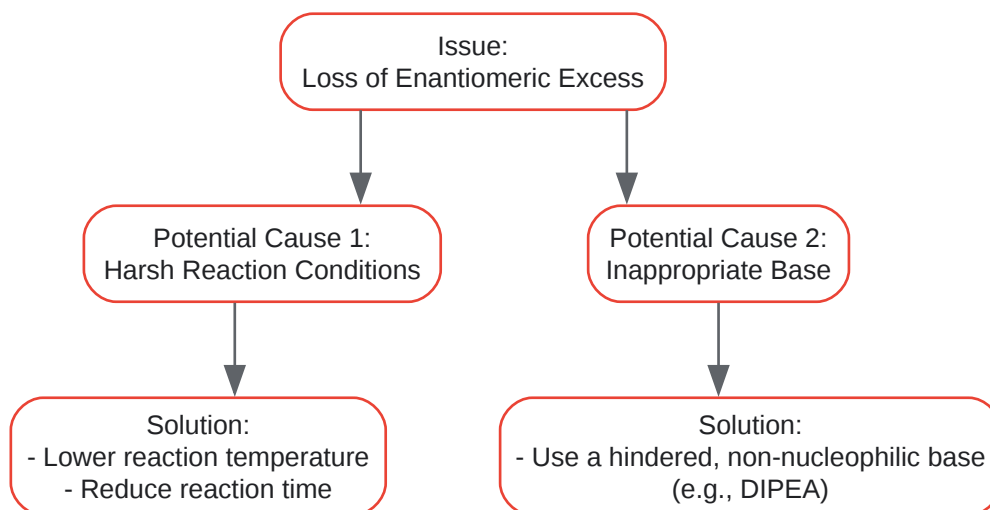 Issue:
Loss of Enantiomeric Excess
Potential Cause 1:
Harsh Reaction Conditions
Potential Cause 2:
Inappropriate Base
Solution:
- Lower reaction temperature
- Reduce reaction time
Solution:
- Use a hindered, non-nucleophilic base
(e.g., DIPEA)